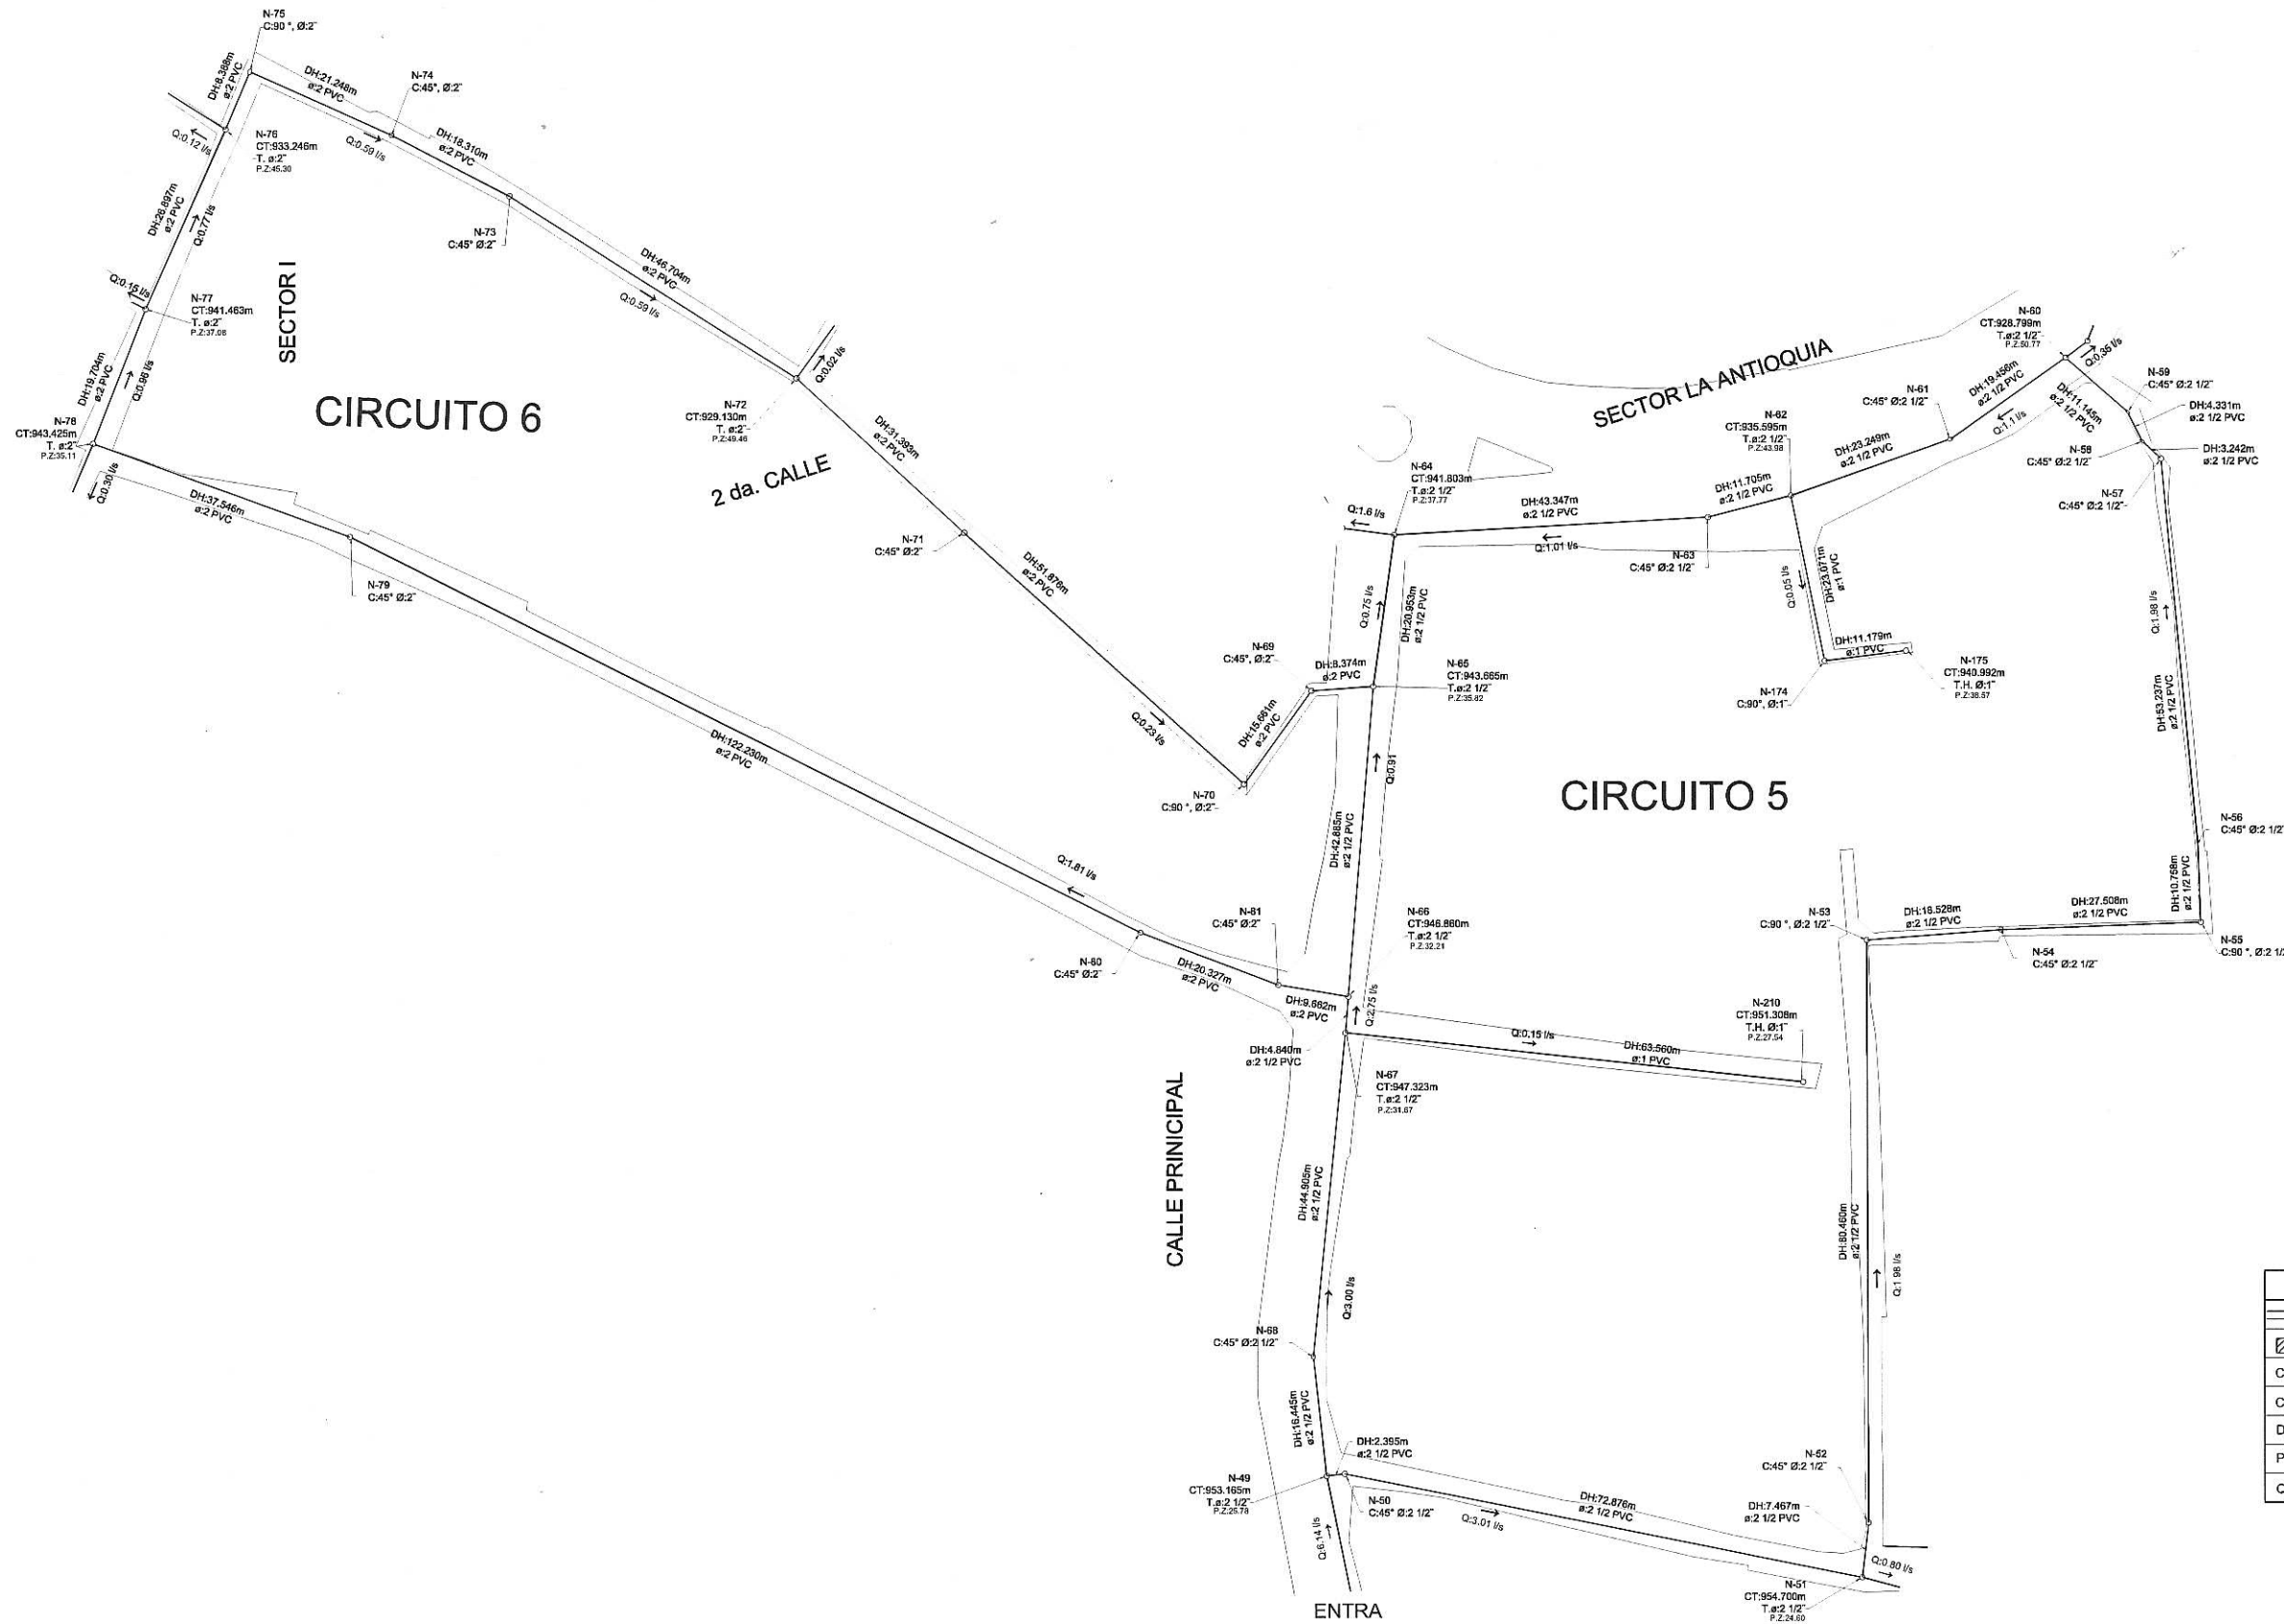 N-75
C:90 °, Ø:2"
DH:8.388m
ø:2 PVC
DH:21.248m
ø:2 PVC
N-74
C:45°, Ø:2"
Q:0.12 l/s
N-76
CT:933.246m
T. ø:2"
P.Z:45.30
Q:0.59 l/s
DH:18.310m
ø:2 PVC
DH:26.897m
ø:2 PVC
Q:0.77 l/s
N-73
C:45° Ø:2"
DH:46.704m
ø:2 PVC
Q:0.59 l/s
SECTOR I
Q:0.15 l/s
N-77
CT:941.463m
T. ø:2"
P.Z:37.08
DH:19.704m
ø:2 PVC
Q:0.96 l/s
CIRCUITO 6
Q:0.02 l/s
N-72
CT:929.130m
T. ø:2"
P.Z:49.46
N-78
CT:943.425m
T. ø:2"
P.Z:35.11
Q:0.30 l/s
DH:37.546m
ø:2 PVC
2 da. CALLE
DH:31.393m
ø:2 PVC
N-71
C:45° Ø:2"
N-79
C:45° Ø:2"
DH:51.876m
ø:2 PVC
Q:0.23 l/s
DH:122.230m
ø:2 PVC
N-69
C:45°, Ø:2"
DH:8.374m
ø:2 PVC
DH:15.661m
ø:2 PVC
N-70
C:90 °, Ø:2"
Q:1.81 l/s
N-81
C:45° Ø:2"
N-80
C:45° Ø:2"
DH:20.327m
ø:2 PVC
DH:9.662m
ø:2 PVC
SECTOR LA ANTIOQUIA
N-60
CT:928.799m
T.ø:2 1/2"
P.Z:50.77
Q:0.35 l/s
N-59
C:45° Ø:2 1/2"
N-61
C:45° Ø:2 1/2"
DH:19.456m
ø:2 1/2 PVC
Q:1.1 l/s
DH:11.145m
ø:2 1/2 PVC
DH:4.331m
ø:2 1/2 PVC
N-58
C:45° Ø:2 1/2"
DH:3.242m
ø:2 1/2 PVC
N-57
C:45° Ø:2 1/2"
N-62
CT:935.595m
T.ø:2 1/2"
P.Z:43.98
DH:23.249m
ø:2 1/2 PVC
N-64
CT:941.803m
T.ø:2 1/2"
P.Z:37.77
Q:1.6 l/s
DH:43.347m
ø:2 1/2 PVC
DH:11.705m
ø:2 1/2 PVC
Q:1.01 l/s
N-63
C:45° Ø:2 1/2"
Q:0.05 l/s
DH:23.071m
ø:1 PVC
DH:11.179m
ø:1 PVC
N-175
CT:940.992m
T.H. Ø:1"
P.Z:38.57
N-174
C:90°, Ø:1"
Q:0.75 l/s
DH:20.953m
ø:2 1/2 PVC
N-65
CT:943.665m
T.ø:2 1/2"
P.Z:35.82
Q:0.91
DH:42.885m
ø:2 1/2 PVC
CIRCUITO 5
Q:1.98 l/s
DH:53.237m
ø:2 1/2 PVC
N-56
C:45° Ø:2 1/2"
DH:10.758m
ø:2 1/2 PVC
N-53
C:90 °, Ø:2 1/2"
DH:18.528m
ø:2 1/2 PVC
DH:27.508m
ø:2 1/2 PVC
N-54
C:45° Ø:2 1/2"
N-55
C:90 °, Ø:2 1/2
N-66
CT:946.860m
T.ø:2 1/2"
P.Z:32.21
Q:2.75 l/s
DH:4.840m
ø:2 1/2 PVC
Q:0.15 l/s
DH:63.560m
ø:1 PVC
N-210
CT:951.308m
T.H. Ø:1"
P.Z:27.54
N-67
CT:947.323m
T.ø:2 1/2"
P.Z:31.67
CALLE PRINICIPAL
DH:44.905m
ø:2 1/2 PVC
Q:3.00 l/s
DH:80.460m
ø:2 1/2 PVC
Q:1.98 l/s
N-68
C:45° Ø:2 1/2"
DH:16.445m
ø:2 1/2 PVC
DH:2.395m
ø:2 1/2 PVC
N-49
CT:953.165m
T.ø:2 1/2"
P.Z:25.78
N-50
C:45° Ø:2 1/2"
Q:6.14 l/s
Q:3.01 l/s
DH:72.876m
ø:2 1/2 PVC
N-52
C:45° Ø:2 1/2"
DH:7.467m
ø:2 1/2 PVC
Q:0.80 l/s
N-51
CT:954.700m
T.ø:2 1/2"
P.Z:24.60
ENTRA
C
C
D
P